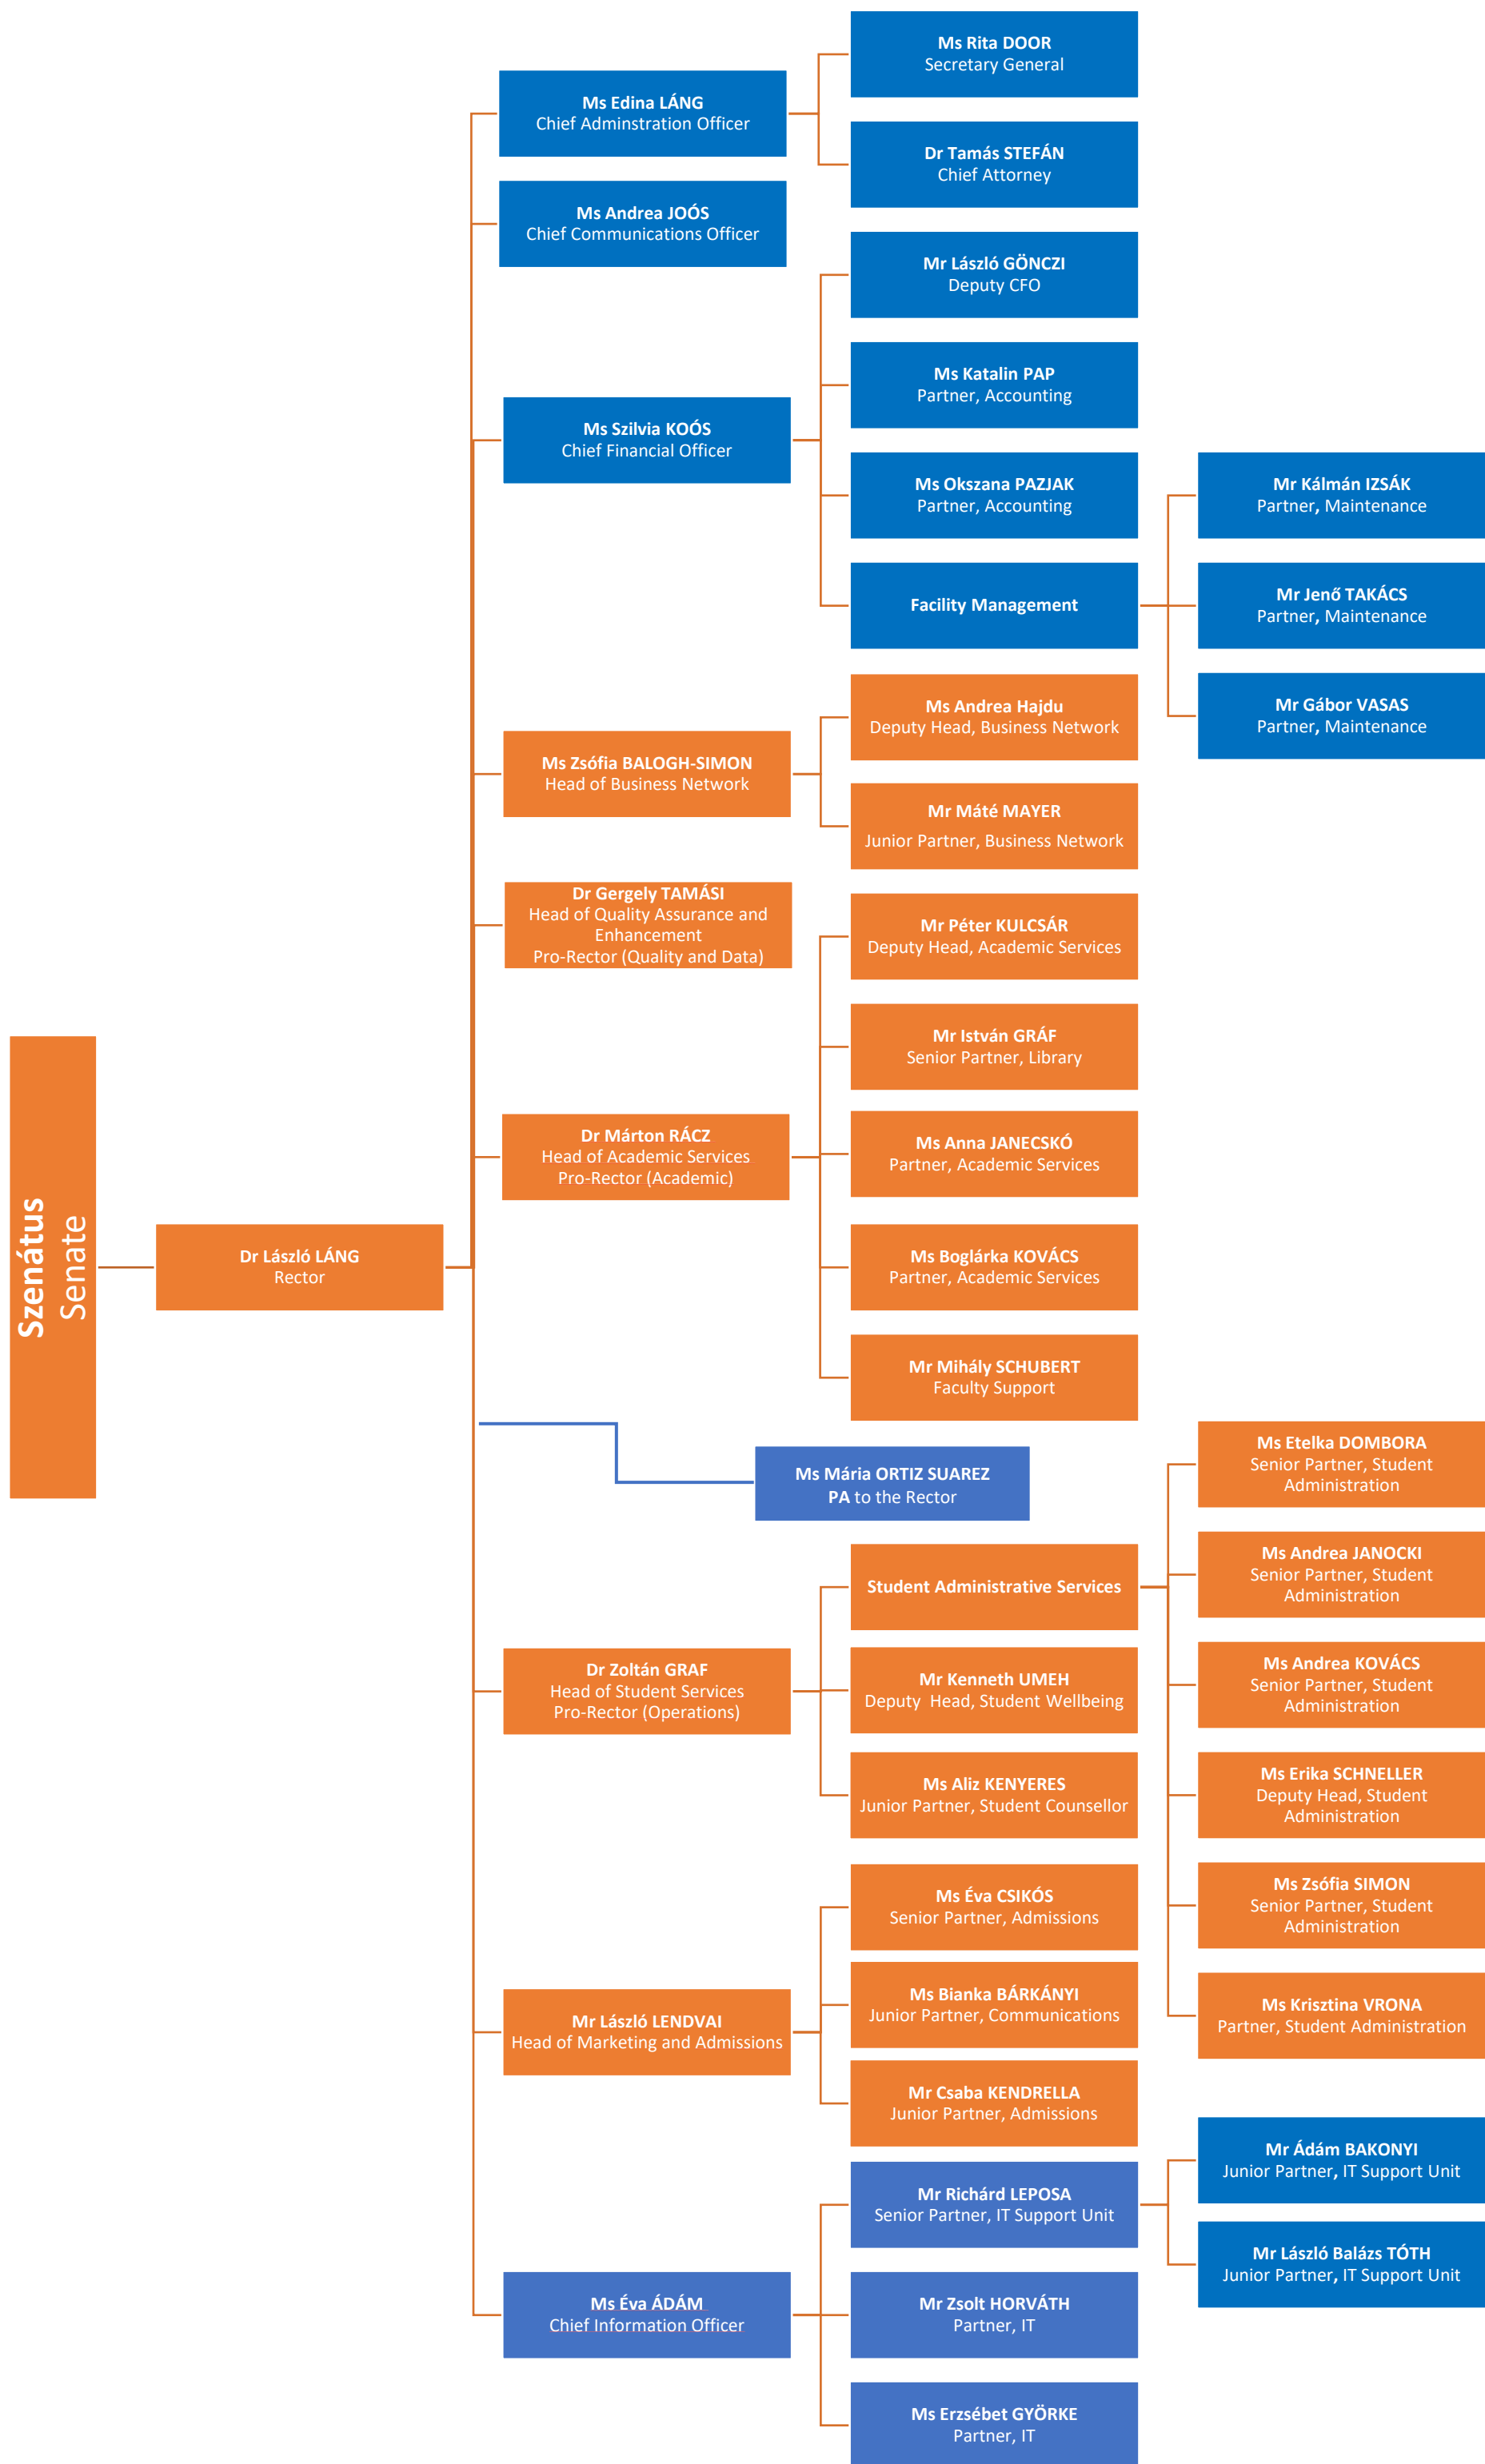 Szenátus
Senate
Dr László LÁNG
Rector
Ms Edina LÁNG
Chief Adminstration Officer
Ms Rita DOOR
Secretary General
Dr Tamás STEFÁN
Chief Attorney
Ms Andrea JOÓS
Chief Communications Officer
Ms Szilvia KOÓS
Chief Financial Officer
Mr László GÖNCZI
Deputy CFO
Ms Katalin PAP
Partner, Accounting
Ms Okszana PAZJAK
Partner, Accounting
Facility Management
Mr Kálmán IZSÁK
Partner, Maintenance
Mr Jenő TAKÁCS
Partner, Maintenance
Mr Gábor VASAS
Partner, Maintenance
Ms Zsófia BALOGH-SIMON
Head of Business Network
Ms Andrea Hajdu
Deputy Head, Business Network
Mr Máté MAYER
Junior Partner, Business Network
Dr Gergely TAMÁSI
Head of Quality Assurance and
Enhancement
Pro-Rector (Quality and Data)
Dr Márton RÁCZ
Head of Academic Services
Pro-Rector (Academic)
Mr Péter KULCSÁR
Deputy Head, Academic Services
Mr István GRÁF
Senior Partner, Library
Ms Anna JANECSKÓ
Partner, Academic Services
Ms Boglárka KOVÁCS
Partner, Academic Services
Mr Mihály SCHUBERT
Faculty Support
Ms Mária ORTIZ SUAREZ
PA to the Rector
Dr Zoltán GRAF
Head of Student Services
Pro-Rector (Operations)
Student Administrative Services
Ms Etelka DOMBORA
Senior Partner, Student
Administration
Ms Andrea JANOCKI
Senior Partner, Student
Administration
Ms Andrea KOVÁCS
Senior Partner, Student
Administration
Ms Erika SCHNELLER
Deputy Head, Student
Administration
Ms Zsófia SIMON
Senior Partner, Student
Administration
Ms Krisztina VRONA
Partner, Student Administration
Mr Kenneth UMEH
Deputy  Head, Student Wellbeing
Ms Aliz KENYERES
Junior Partner, Student Counsellor
Mr László LENDVAI
Head of Marketing and Admissions
Ms Éva CSIKÓS
Senior Partner, Admissions
Ms Bianka BÁRKÁNYI
Junior Partner, Communications
Mr Csaba KENDRELLA
Junior Partner, Admissions
Ms Éva ÁDÁM
Chief Information Officer
Mr Richárd LEPOSA
Senior Partner, IT Support Unit
Mr Ádám BAKONYI
Junior Partner, IT Support Unit
Mr László Balázs TÓTH
Junior Partner, IT Support Unit
Mr Zsolt HORVÁTH
Partner, IT
Ms Erzsébet GYÖRKE
Partner, IT